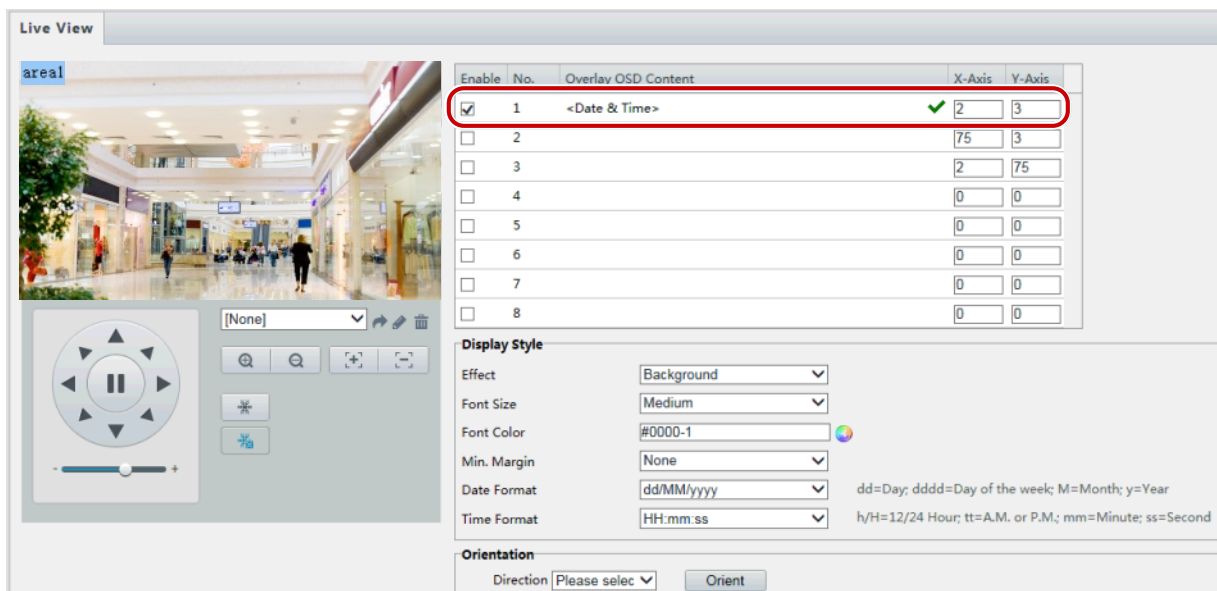 Live View
area1
Enable No. Overlay OSD Content X-Axis Y-Axis
1 <Date & Time> 2 3
2 75 3
3 2 75
4 0 0
5 0 0
6 0 0
7 0 0
8 0 0
[None]
- +
Display Style
Effect Background
Font Size Medium
Font Color #0000-1
Min. Margin None
Date Format dd/MM/yyyy dd=Day; dddd=Day of the week; M=Month; y=Year
Time Format HH:mm:ss h/H=12/24 Hour; tt=A.M. or P.M.; mm=Minute; ss=Second
Orientation
Direction Please selec Orient